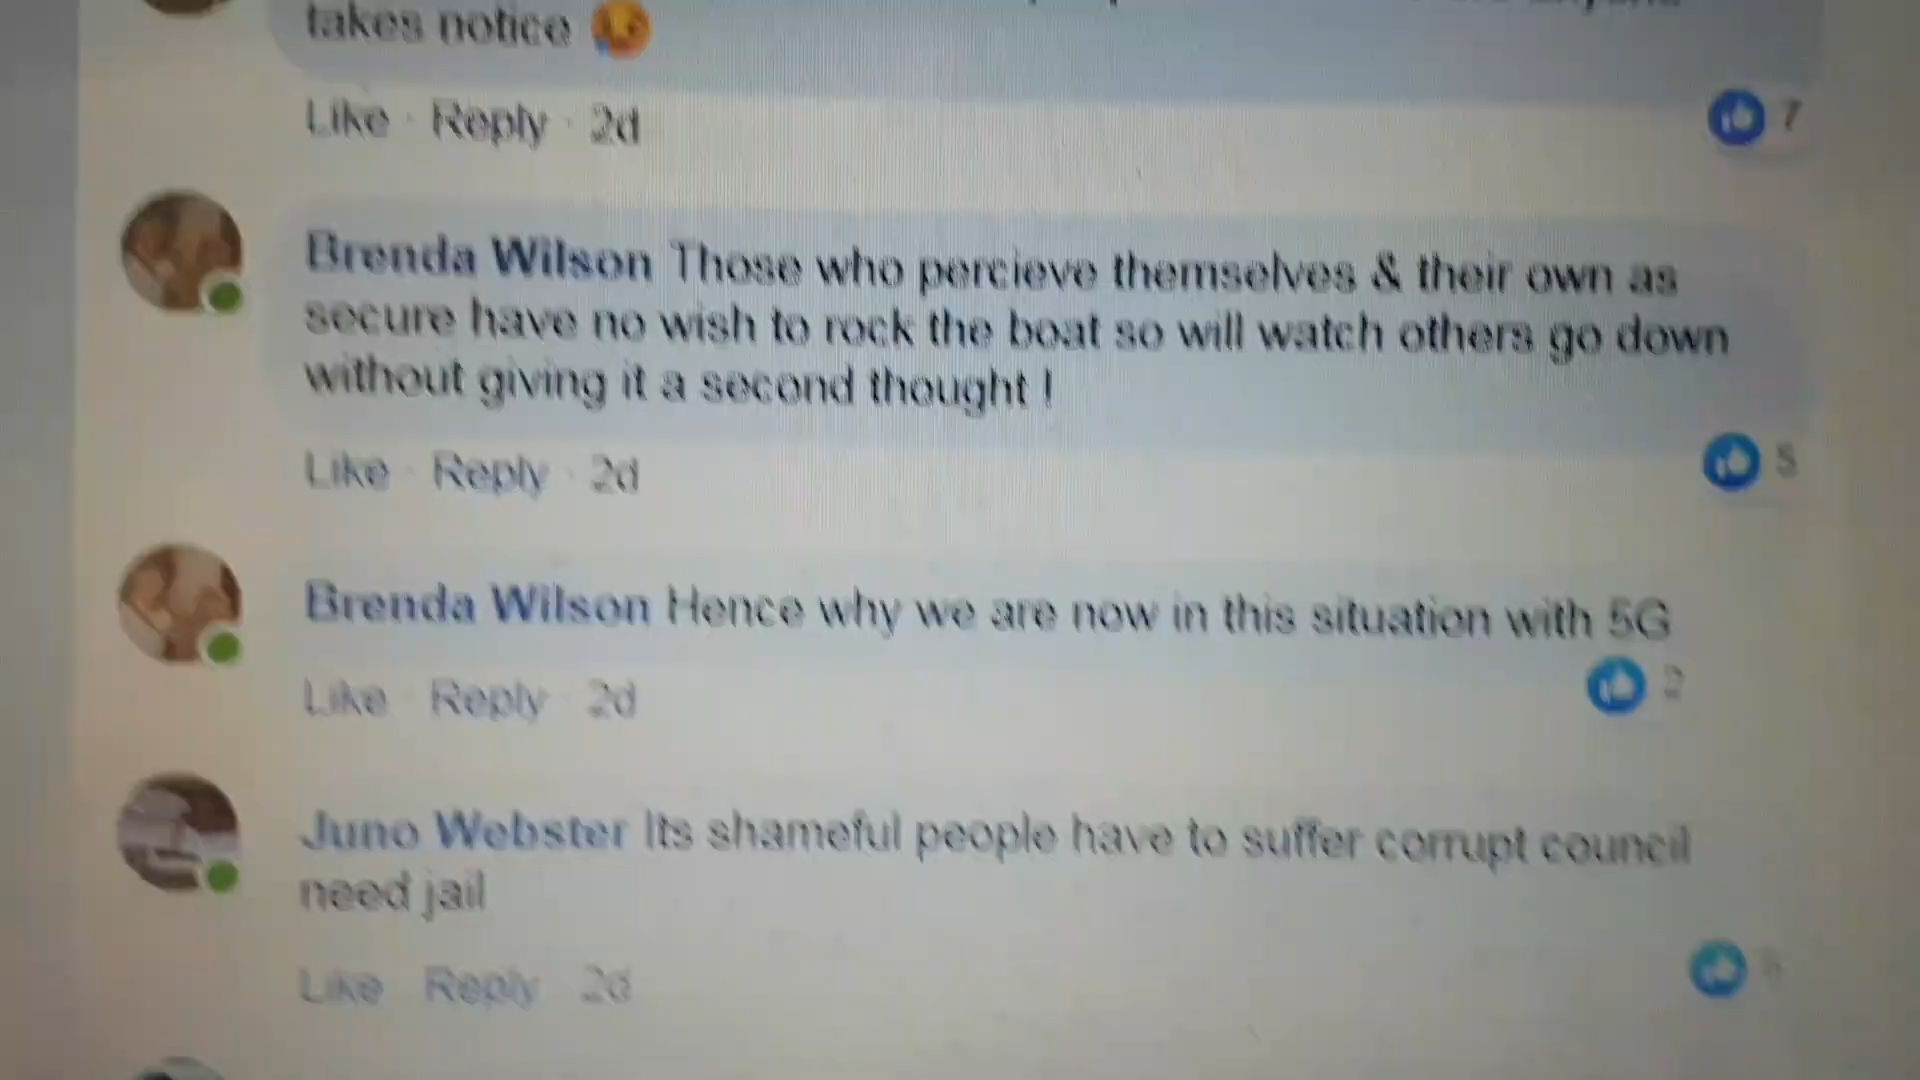 takes notice
Like · Reply · 2d
7
Brenda Wilson Those who percieve themselves & their own as
secure have no wish to rock the boat so will watch others go down
without giving it a second thought !
Like · Reply · 2d
5
Brenda Wilson Hence why we are now in this situation with 5G
Like · Reply · 2d
2
Juno Webster Its shameful people have to suffer corrupt council
need jail
Like · Reply · 2d